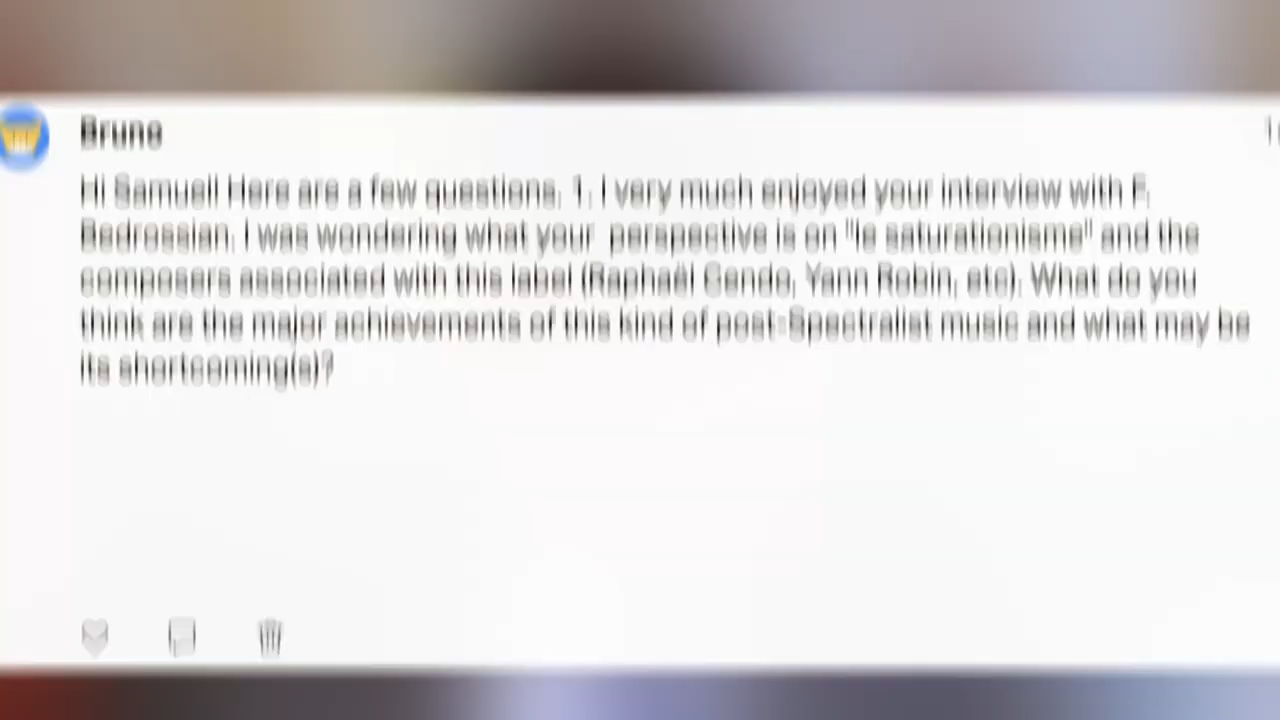 Bruno
Hi Samuel! Here are a few questions. 1. I very much enjoyed your interview with F.
Bedrossian. I was wondering what your perspective is on "le saturationisme" and the
composers associated with this label (Raphaël Cendo, Yann Robin, etc). What do you
think are the major achievements of this kind of post-Spectralist music and what may be
its shortcoming(s)?